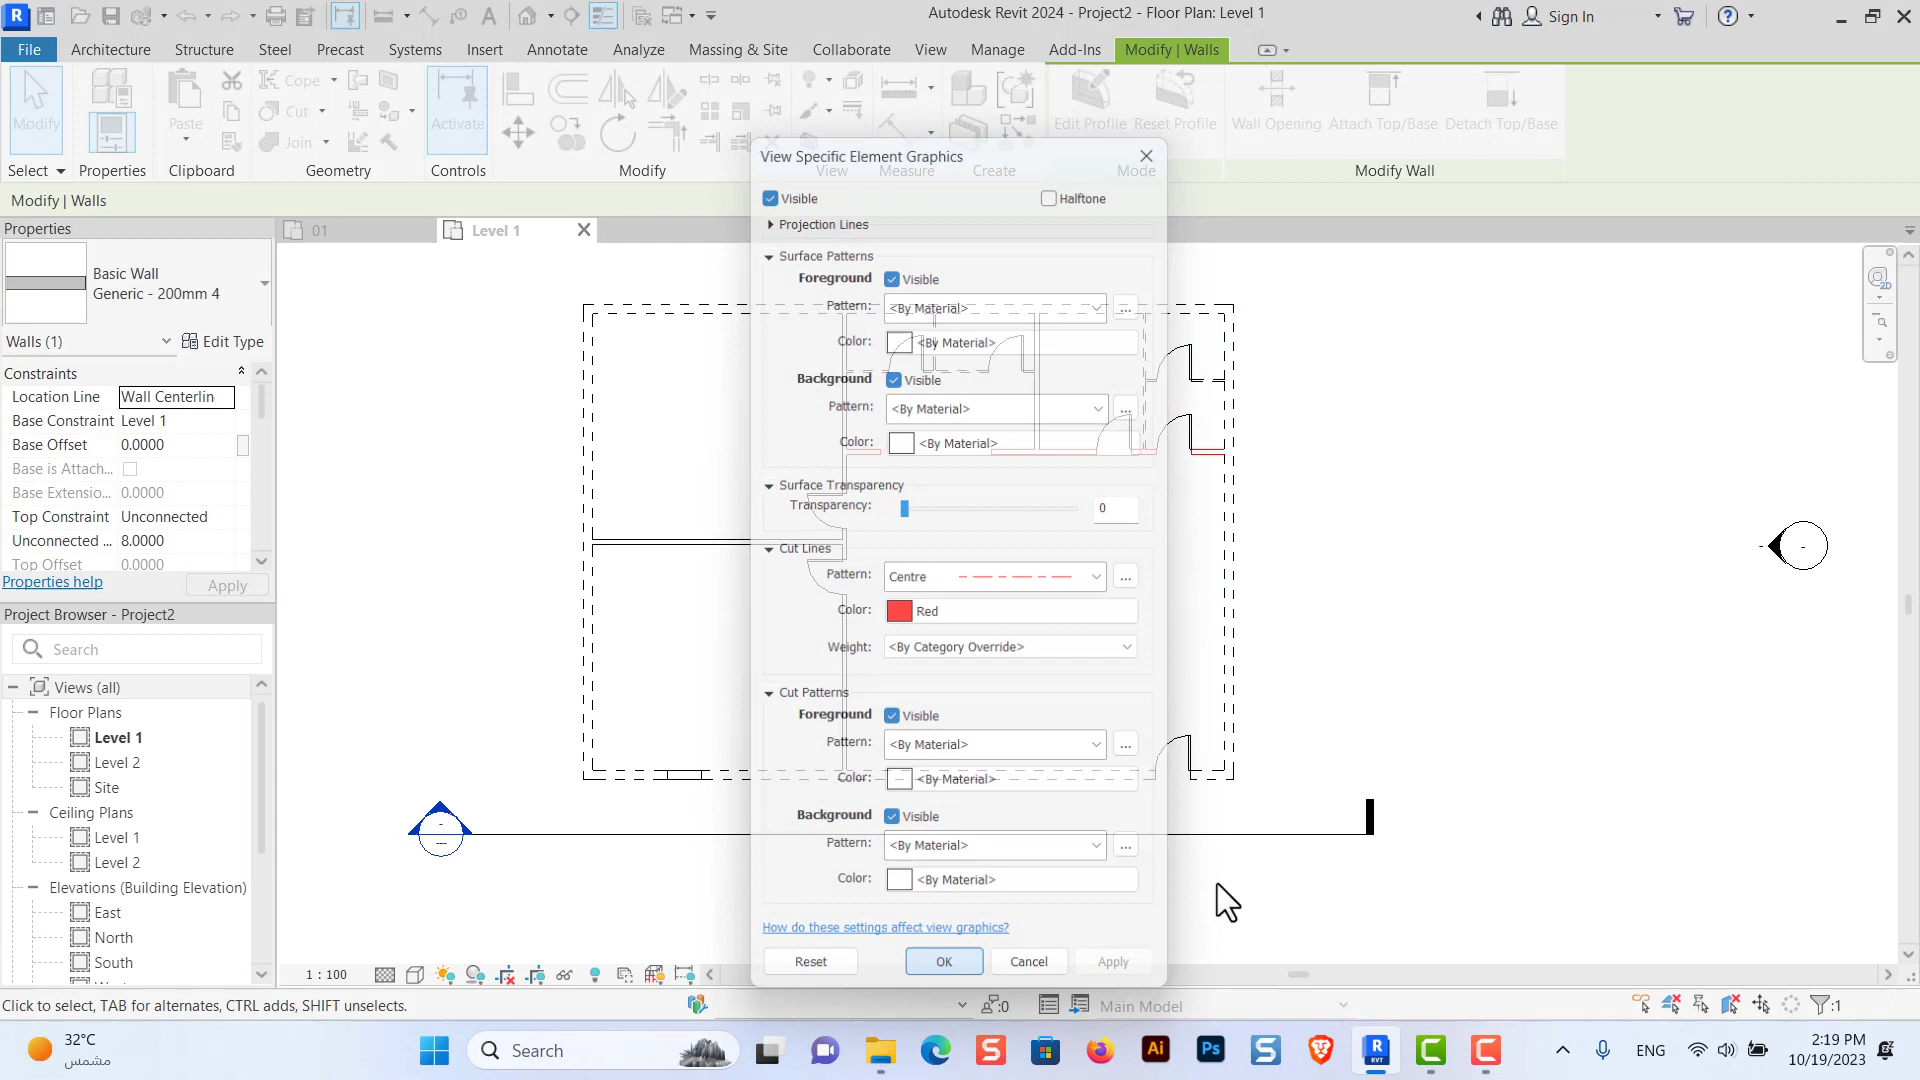 Autodesk Revit 2024 - Project2 - Floor Plan: Level 1
Sign In
File Architecture Structure Steel Precast Systems Insert Annotate Analyze Massing & Site Collaborate View Manage Add-Ins Modify | Walls
Modify
Paste
Cope
Cut
Join
Activate
Edit Profile Reset Profile
Wall Opening Attach Top/Base Detach Top/Base
Select Properties Clipboard Geometry Controls Modify View Measure Create Mode Modify Wall
Modify | Walls
Properties
01
Level 1
Basic Wall
Generic - 200mm 4
Walls (1)
Edit Type
Constraints
Location Line Wall Centerlin
Base Constraint Level 1
Base Offset 0.0000
Base is Attach...
Base Extensio... 0.0000
Top Constraint Unconnected
Unconnected ... 8.0000
Top Offset 0.0000
Properties help
Apply
Project Browser - Project2
Search
Views (all)
Floor Plans
Level 1
Level 2
Site
Ceiling Plans
Level 1
Level 2
Elevations (Building Elevation)
East
North
South
View Specific Element Graphics
Visible
Halftone
Projection Lines
Surface Patterns
Foreground Visible
Pattern: <By Material> ...
Color: <By Material>
Background Visible
Pattern: <By Material> ...
Color: <By Material>
Surface Transparency
Transparency: 0
Cut Lines
Pattern: Centre ...
Color: Red
Weight: <By Category Override>
Cut Patterns
Foreground Visible
Pattern: <By Material> ...
Color: <By Material>
Background Visible
Pattern: <By Material> ...
Color: <By Material>
How do these settings affect view graphics?
Reset OK Cancel Apply
2D
1 : 100
Click to select, TAB for alternates, CTRL adds, SHIFT unselects.
:0
Main Model
:1
32°C
مشمس
Search
ENG
2:19 PM
10/19/2023